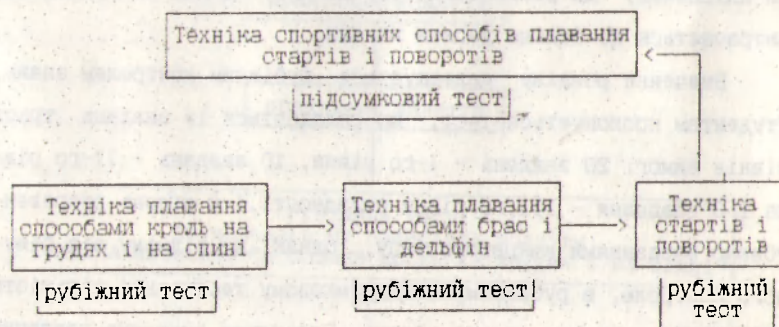 Техніка спортивних способів плавання
стартів і поворотів
підсумковий тест
Техніка плавання
способами кроль на
грудях і на спині
рубіжний тест
Техніка плавання
способами брас і
дельфін
рубіжний тест
Техніка
стартів і
поворотів
рубіжний
тест